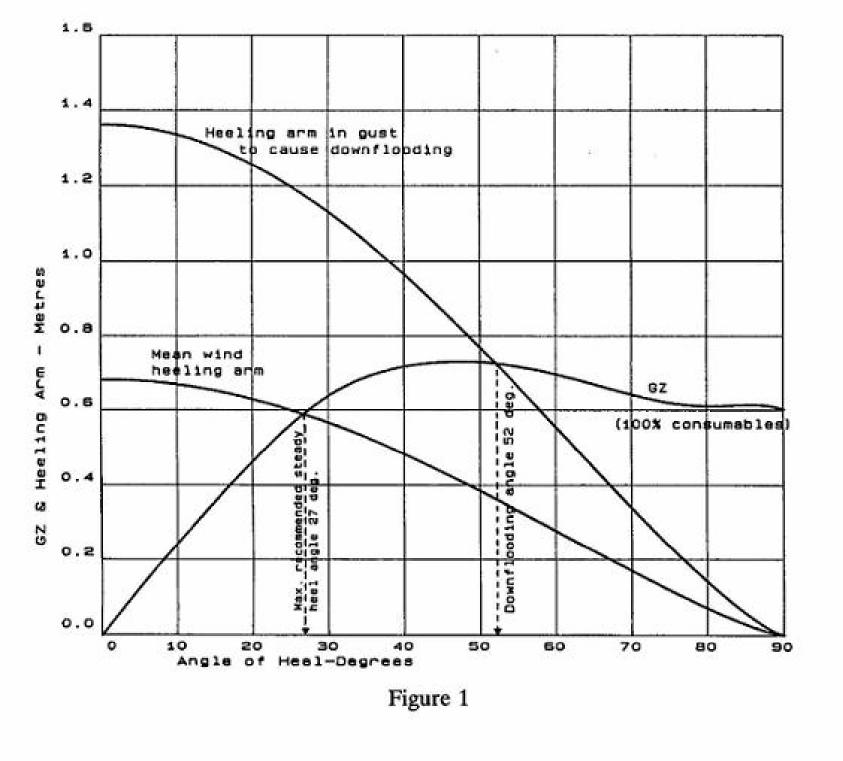 1.6
1.4
Heeling arm in gust
to cause downflooding
1.2
1.0
0.8
Mean wind
heeling arm
GZ
0.6
(100% consumables)
0.4
0.2
0.0
GZ & Heeling Arm - Metres
Max. recommended steady
heel angle 27 deg.
Downflooding angle 52 deg.
0 10 20 30 40 50 60 70 80 90
Angle of Heel-Degrees
Figure 1